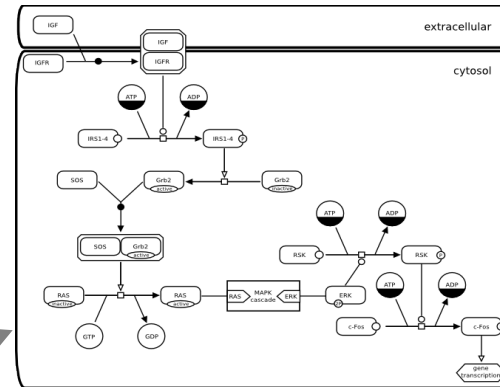 IGF
extracellular
IGF
IGFR
IGFR
cytosol
ATP
ADP
IRS1-4
IRS1-4
P
SOS
Grb2
active
Grb2
inactive
ATP
ADP
SOS
Grb2
active
RSK
RSK
P
ATP
ADP
RAS
inactive
RAS
active
RAS
MAPK
cascade
ERK
ERK
2P
c-Fos
c-Fos
GTP
GDP
gene
transcription